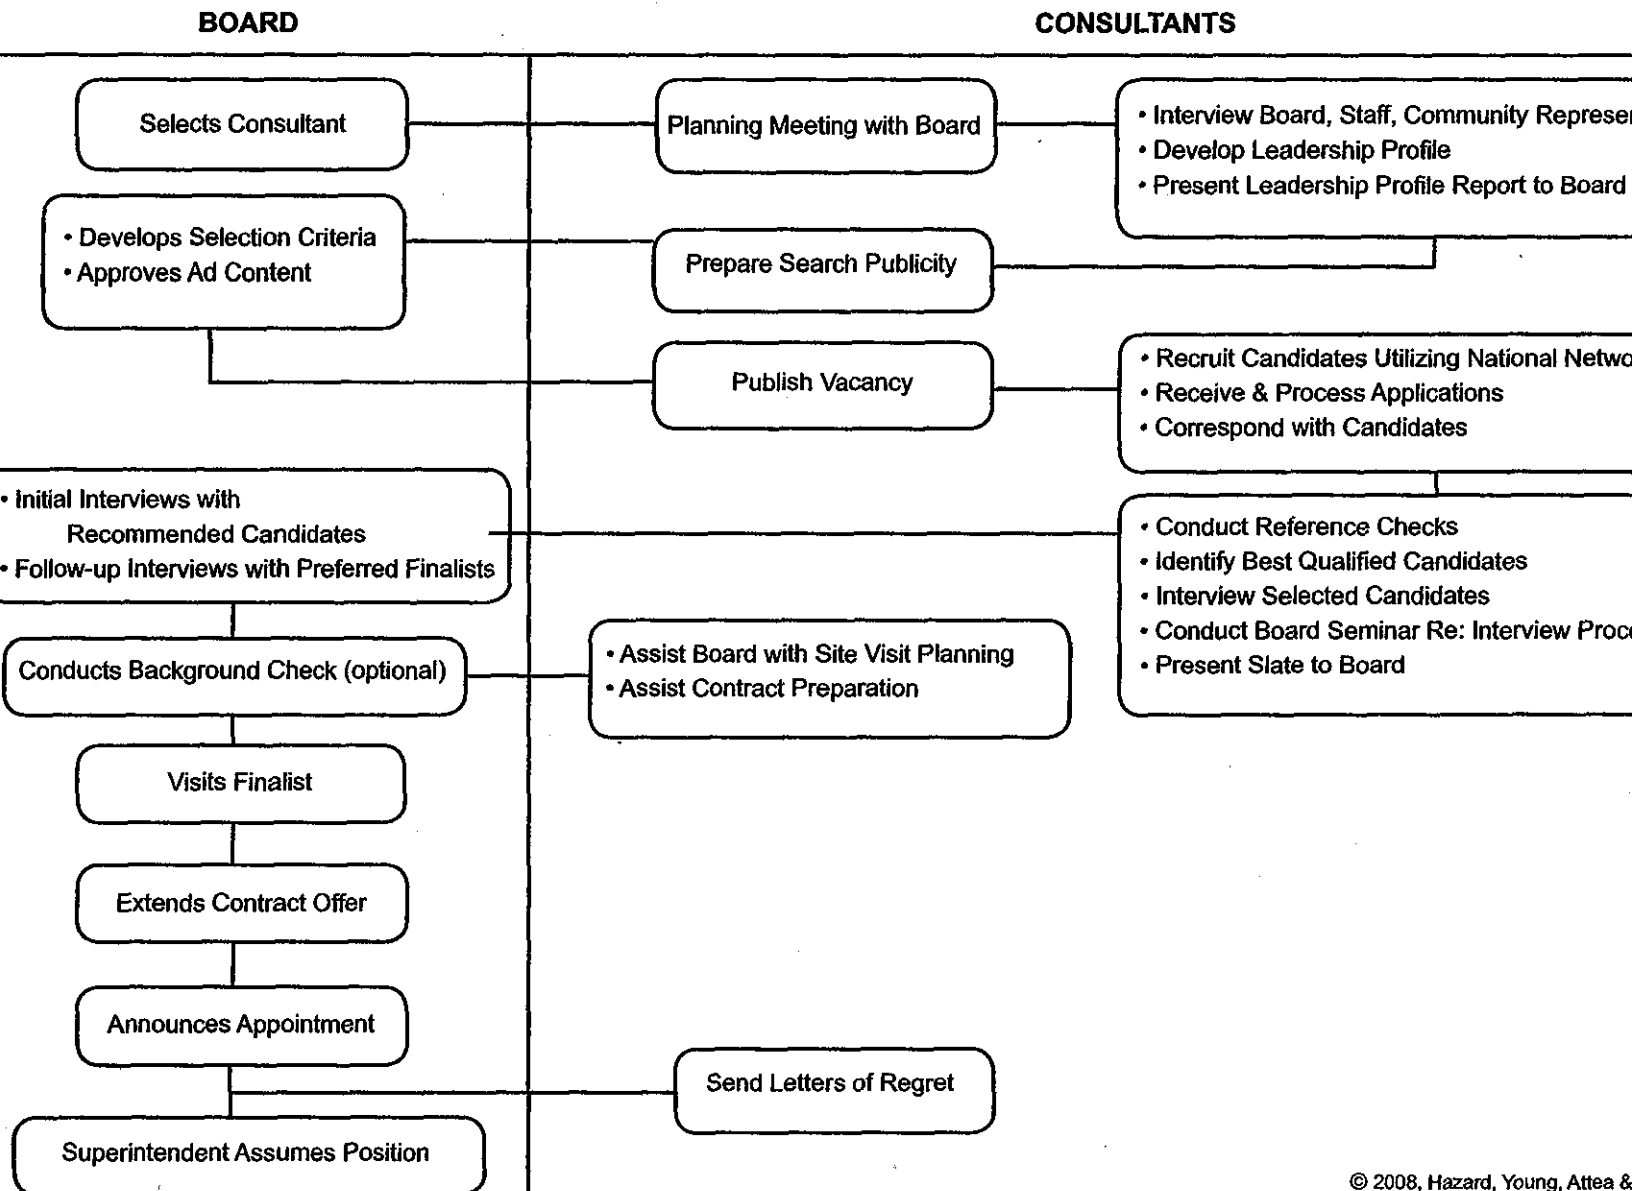 BOARD
CONSULTANTS
Selects Consultant
Planning Meeting with Board
• Interview Board, Staff, Community
• Develop Leadership Profile
• Present Leadership Profile Report to Board
• Develops Selection Criteria
• Approves Ad Content
Prepare Search Publicity
Publish Vacancy
• Recruit Candidates Utilizing National
• Receive & Process Applications
• Correspond with Candidates
• Initial Interviews with
Recommended Candidates
• Follow-up Interviews with Preferred Finalists
• Conduct Reference Checks
• Identify Best Qualified Candidates
• Interview Selected Candidates
• Conduct Board Seminar Re: Interview
• Present Slate to Board
Conducts Background Check (optional)
• Assist Board with Site Visit Planning
• Assist Contract Preparation
Visits Finalist
Extends Contract Offer
Announces Appointment
Send Letters of Regret
Superintendent Assumes Position
© 2008, Hazard, Young, Attea &